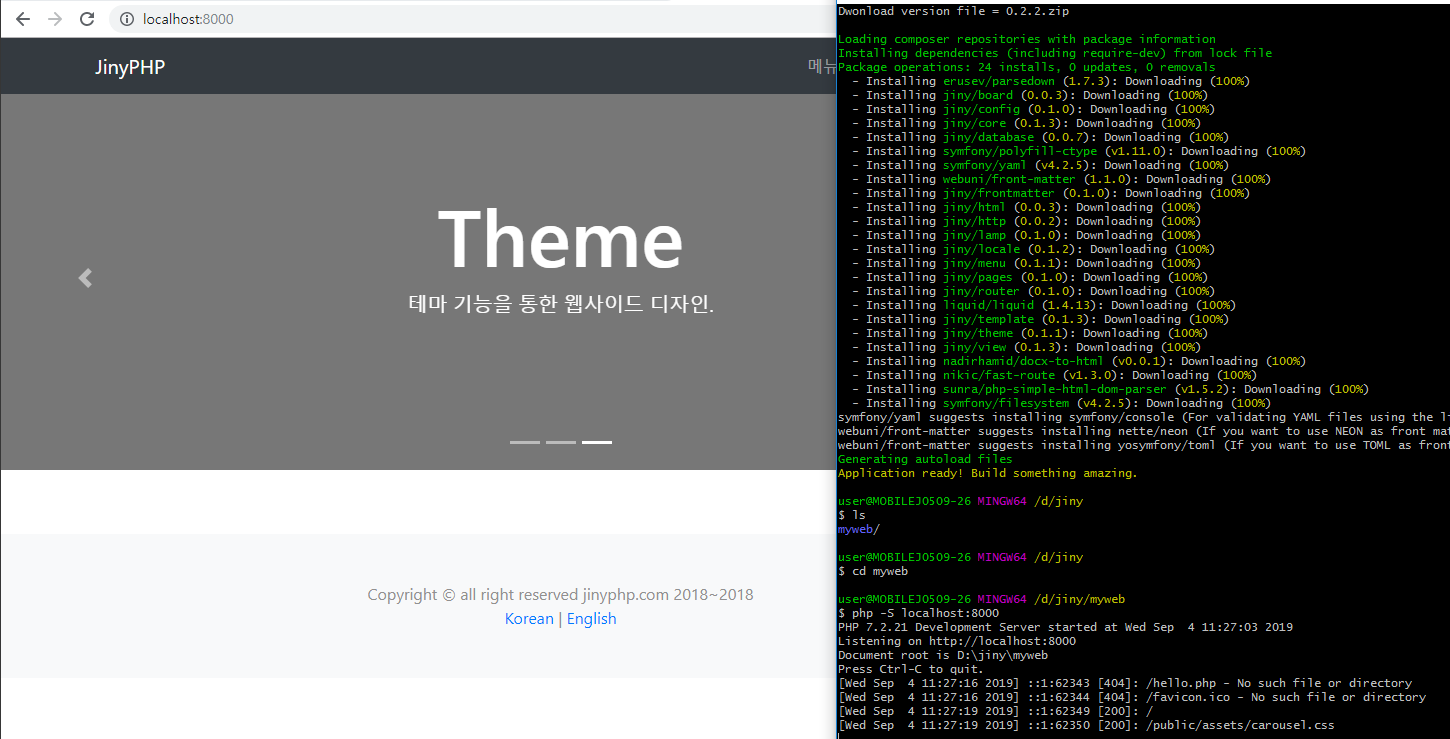 localhost:8000
JinyPHP
메뉴
Theme
테마 기능을 통한 웹사이드 디자인.
Copyright © all right reserved jinyphp.com 2018~2018
Korean | English
Dwonload version file = 0.2.2.zip
Loading composer repositories with package information
Installing dependencies (including require-dev) from lock file
Package operations: 24 installs, 0 updates, 0 removals
- Installing erusev/parsedown (1.7.3): Downloading (100%)
- Installing jiny/board (0.0.3): Downloading (100%)
- Installing jiny/config (0.1.0): Downloading (100%)
- Installing jiny/core (0.1.3): Downloading (100%)
- Installing jiny/database (0.0.7): Downloading (100%)
- Installing symfony/polyfill-ctype (v1.11.0): Downloading (100%)
- Installing symfony/yaml (v4.2.5): Downloading (100%)
- Installing webuni/front-matter (1.1.0): Downloading (100%)
- Installing jiny/frontmatter (0.1.0): Downloading (100%)
- Installing jiny/html (0.0.3): Downloading (100%)
- Installing jiny/http (0.0.2): Downloading (100%)
- Installing jiny/lamp (0.1.0): Downloading (100%)
- Installing jiny/locale (0.1.2): Downloading (100%)
- Installing jiny/menu (0.1.1): Downloading (100%)
- Installing jiny/pages (0.1.0): Downloading (100%)
- Installing jiny/router (0.1.0): Downloading (100%)
- Installing liquid/liquid (1.4.13): Downloading (100%)
- Installing jiny/template (0.1.3): Downloading (100%)
- Installing jiny/theme (0.1.1): Downloading (100%)
- Installing jiny/view (0.1.3): Downloading (100%)
- Installing nadirhamid/docx-to-html (v0.0.1): Downloading (100%)
- Installing nikic/fast-route (v1.3.0): Downloading (100%)
- Installing sunra/php-simple-html-dom-parser (v1.5.2): Downloading (100%)
- Installing symfony/filesystem (v4.2.5): Downloading (100%)
symfony/yaml suggests installing symfony/console (For validating YAML files using the li
webuni/front-matter suggests installing nette/neon (If you want to use NEON as front mat
webuni/front-matter suggests installing yosymfony/toml (If you want to use TOML as front
Generating autoload files
Application ready! Build something amazing.
user@MOBILEJ0509-26 MINGW64 /d/jiny
$ ls
myweb/
user@MOBILEJ0509-26 MINGW64 /d/jiny
$ cd myweb
user@MOBILEJ0509-26 MINGW64 /d/jiny/myweb
$ php -S localhost:8000
PHP 7.2.21 Development Server started at Wed Sep  4 11:27:03 2019
Listening on http://localhost:8000
Document root is D:\jiny\myweb
Press Ctrl-C to quit.
[Wed Sep  4 11:27:16 2019] ::1:62343 [404]: /hello.php - No such file or directory
[Wed Sep  4 11:27:16 2019] ::1:62344 [404]: /favicon.ico - No such file or directory
[Wed Sep  4 11:27:19 2019] ::1:62349 [200]: /
[Wed Sep  4 11:27:19 2019] ::1:62350 [200]: /public/assets/carousel.css